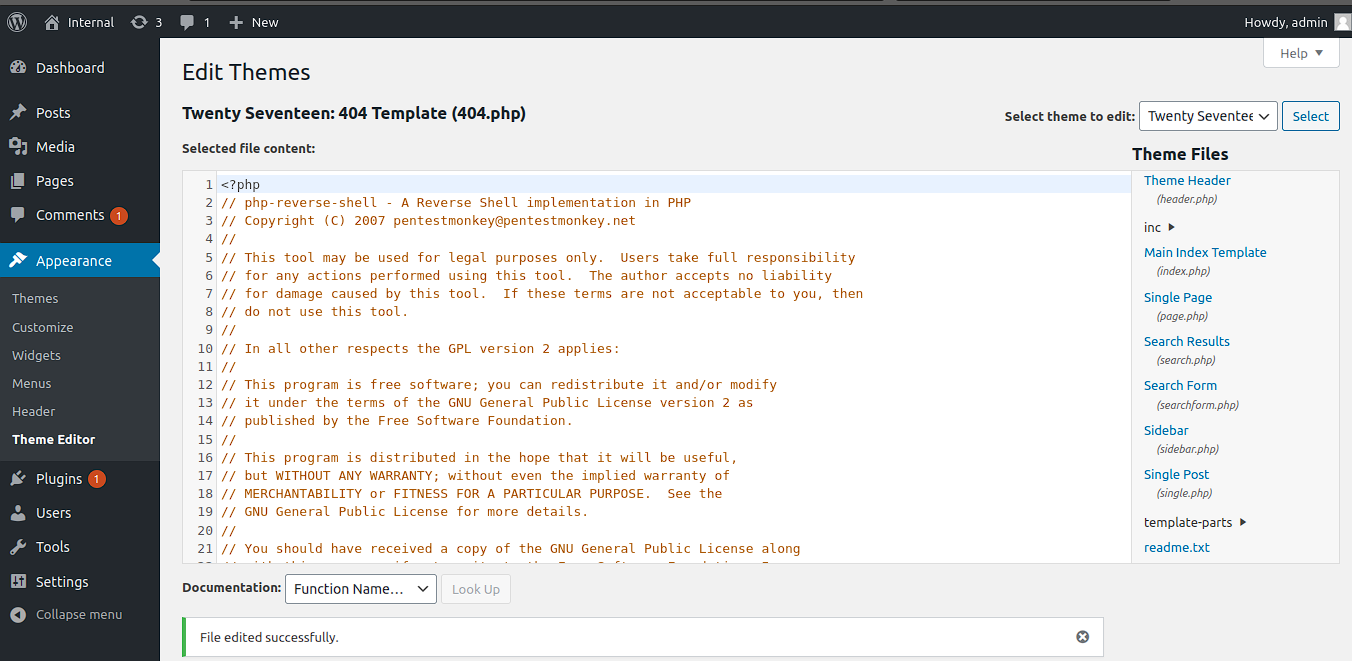 Internal 3 1 New Howdy, admin
Help
Dashboard
Posts
Media
Pages
Comments 1
Appearance
Themes
Customize
Widgets
Menus
Header
Theme Editor
Plugins 1
Users
Tools
Settings
Collapse menu
Edit Themes
Twenty Seventeen: 404 Template (404.php)
Select theme to edit: Twenty Seventee Select
Selected file content:
1 <?php
2 // php-reverse-shell - A Reverse Shell implementation in PHP
3 // Copyright (C) 2007 pentestmonkey@pentestmonkey.net
4 //
5 // This tool may be used for legal purposes only.  Users take full responsibility
6 // for any actions performed using this tool.  The author accepts no liability
7 // for damage caused by this tool.  If these terms are not acceptable to you, then
8 // do not use this tool.
9 //
10 // In all other respects the GPL version 2 applies:
11 //
12 // This program is free software; you can redistribute it and/or modify
13 // it under the terms of the GNU General Public License version 2 as
14 // published by the Free Software Foundation.
15 //
16 // This program is distributed in the hope that it will be useful,
17 // but WITHOUT ANY WARRANTY; without even the implied warranty of
18 // MERCHANTABILITY or FITNESS FOR A PARTICULAR PURPOSE.  See the
19 // GNU General Public License for more details.
20 //
21 // You should have received a copy of the GNU General Public License along
Theme Files
Theme Header
(header.php)
inc
Main Index Template
(index.php)
Single Page
(page.php)
Search Results
(search.php)
Search Form
(searchform.php)
Sidebar
(sidebar.php)
Single Post
(single.php)
template-parts
readme.txt
Documentation: Function Name... Look Up
File edited successfully.